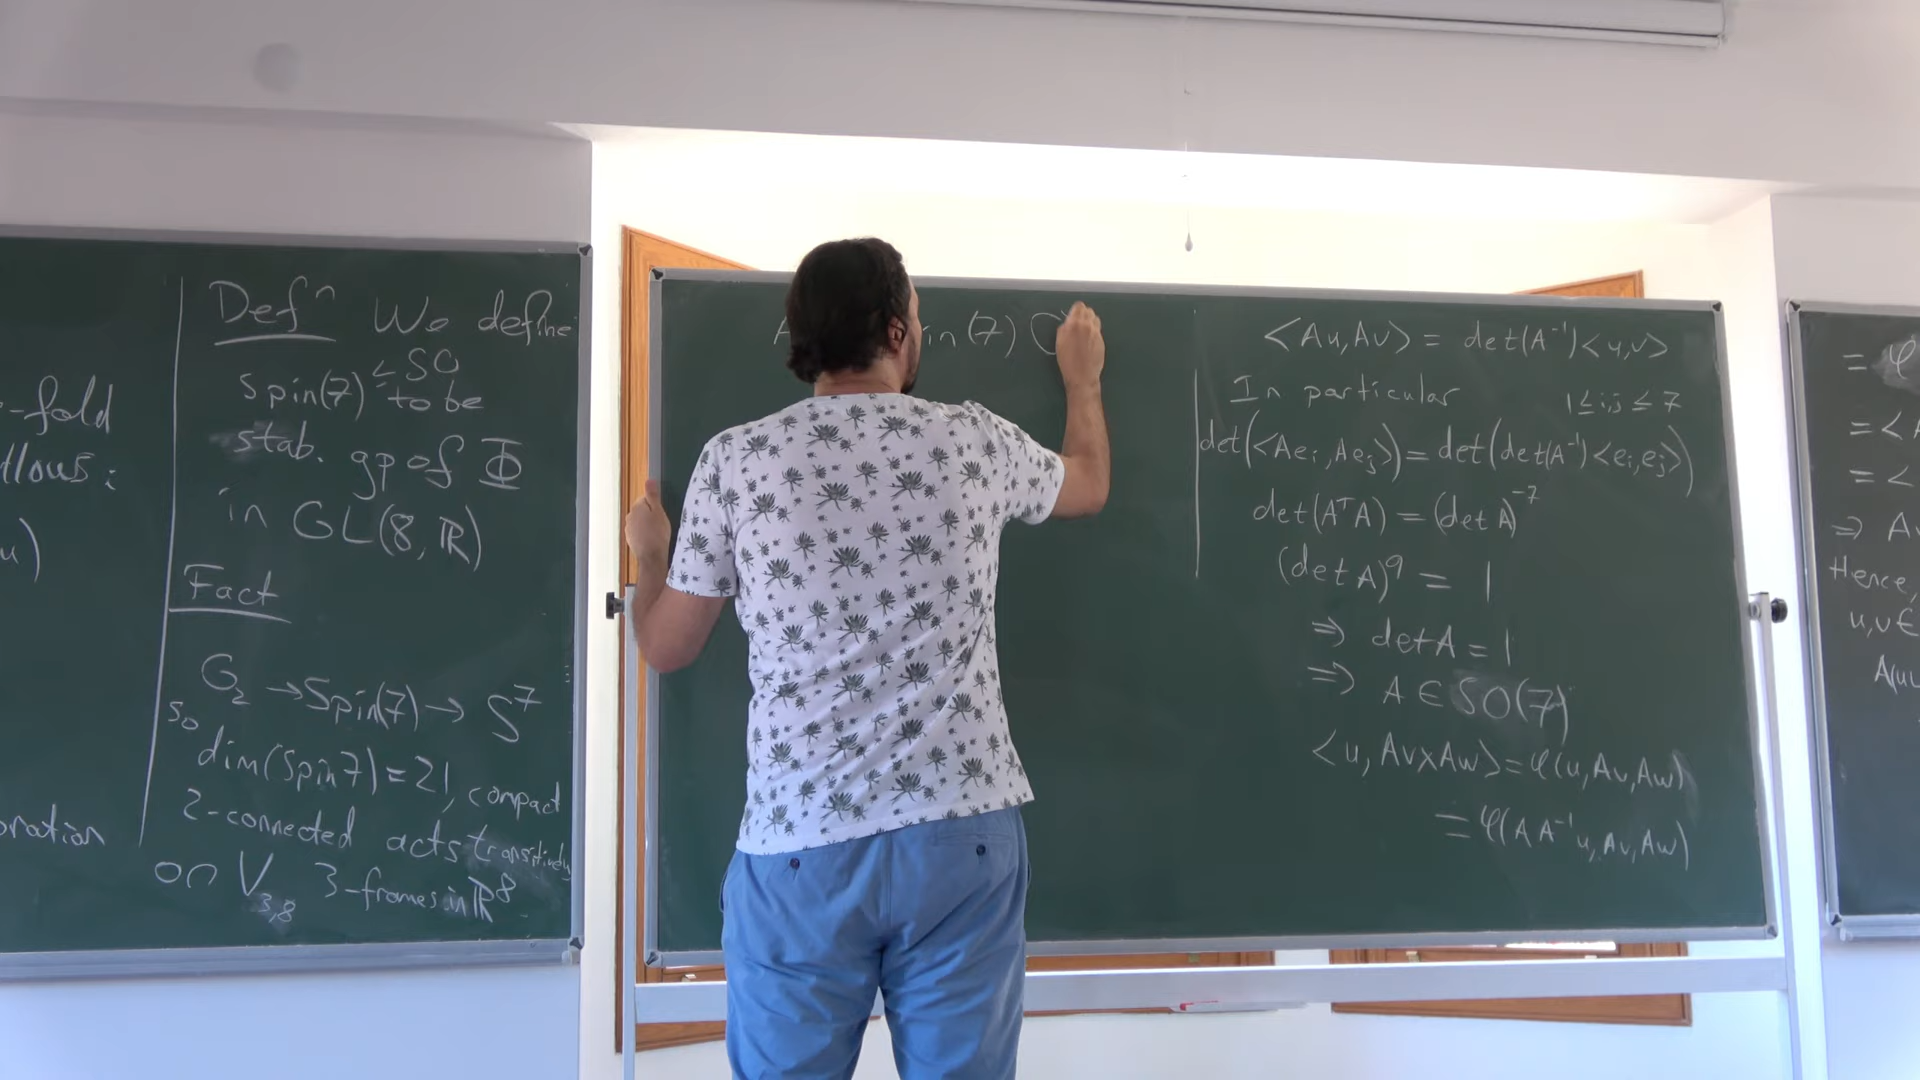 -fold
llows:
u)
oration
Defⁿ We define
Spin(7) ≤ SO
to be
stab. gp of Φ
in GL(8, ℝ)
Fact
G₂ → Spin(7) → S⁷
so
dim(Spin7) = 21, compact
2-connected acts transitively
on V₃,₈ 3-frames in ℝ⁸
in(7)
<Au, Av> = det(A⁻¹)<u,v>
In particular 1≤i,j≤7
det(<Aeᵢ, Aeⱼ>) = det(det(A⁻¹)<eᵢ,eⱼ>)
det(AᵀA) = (det A)⁻⁷
(det A)⁹ = 1
⇒ det A = 1
⇒ A ∈ SO(7)
<u, Av×Aw> = φ(u, Av, Aw)
= φ(A A⁻¹u, Av, Aw)
= φ
= <A
= <
⇒ Av
Hence,
u,v ∈
A(u